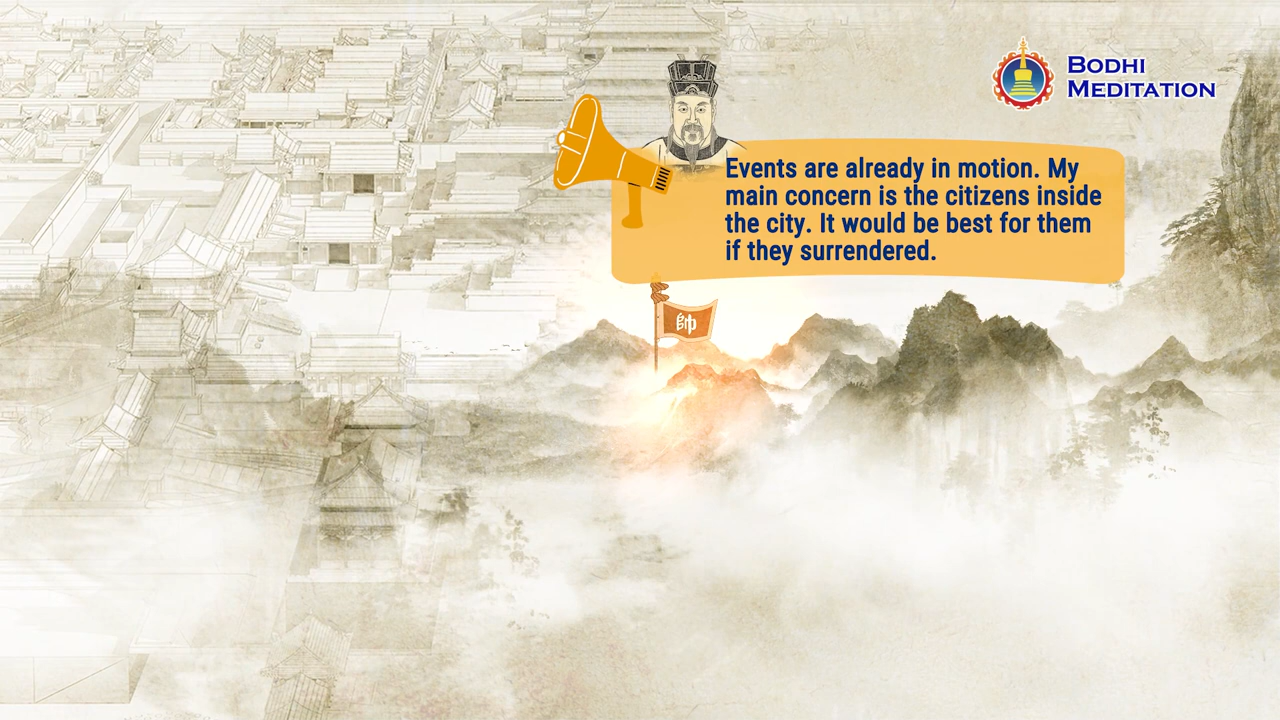 BODHI
MEDITATION
Events are already in motion. My
main concern is the citizens inside
the city. It would be best for them
if they surrendered.
帥